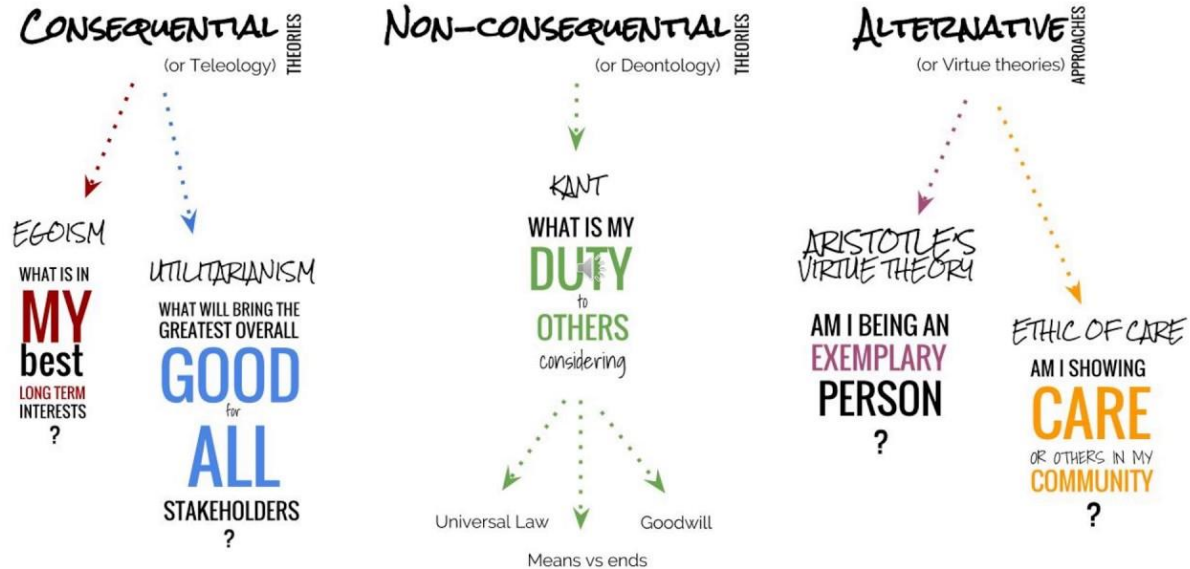 CONSEQUENTIAL THEORIES
(or Teleology)
EGOISM
WHAT IS IN
MY
best
LONG TERM
INTERESTS
?
UTILITARIANISM
WHAT WILL BRING THE
GREATEST OVERALL
GOOD
for
ALL
STAKEHOLDERS
?
NON-CONSEQUENTIAL THEORIES
(or Deontology)
KANT
WHAT IS MY
DUTY
to
OTHERS
considering
Universal Law
Means vs ends
Goodwill
ALTERNATIVE APPROACHES
(or Virtue theories)
ARISTOTLE'S
VIRTUE THEORY
AM I BEING AN
EXEMPLARY
PERSON
?
ETHIC OF CARE
AM I SHOWING
CARE
OR OTHERS IN MY
COMMUNITY
?